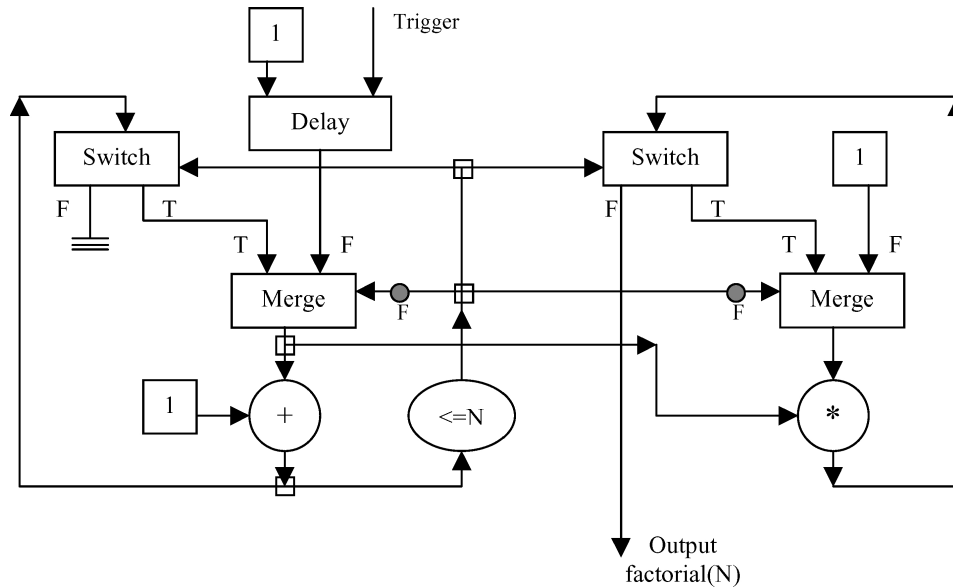 1
Trigger
Delay
Switch
Switch
1
F
T
F
T
T
F
T
F
Merge
F
F
Merge
1
+
<=N
*
Output
factorial(N)